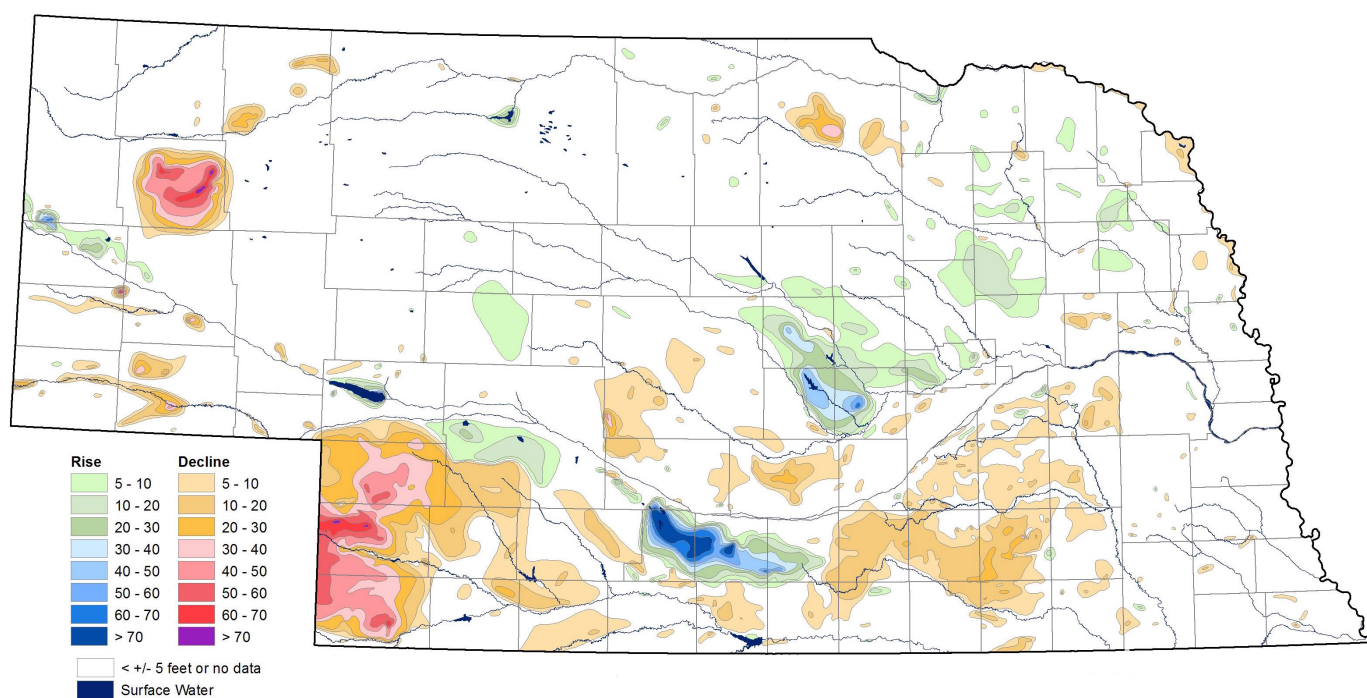 Rise Decline
5 - 10 5 - 10
10 - 20 10 - 20
20 - 30 20 - 30
30 - 40 30 - 40
40 - 50 40 - 50
50 - 60 50 - 60
60 - 70 60 - 70
> 70 > 70
< +/- 5 feet or no data
Surface Water